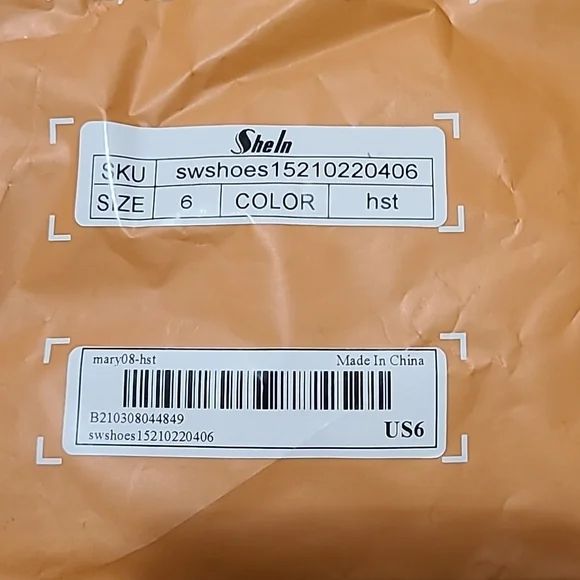 SheIn
SKU swshoes15210220406
SIZE 6 COLOR hst
mary08-hst Made In China
B210308044849
swshoes15210220406 US6